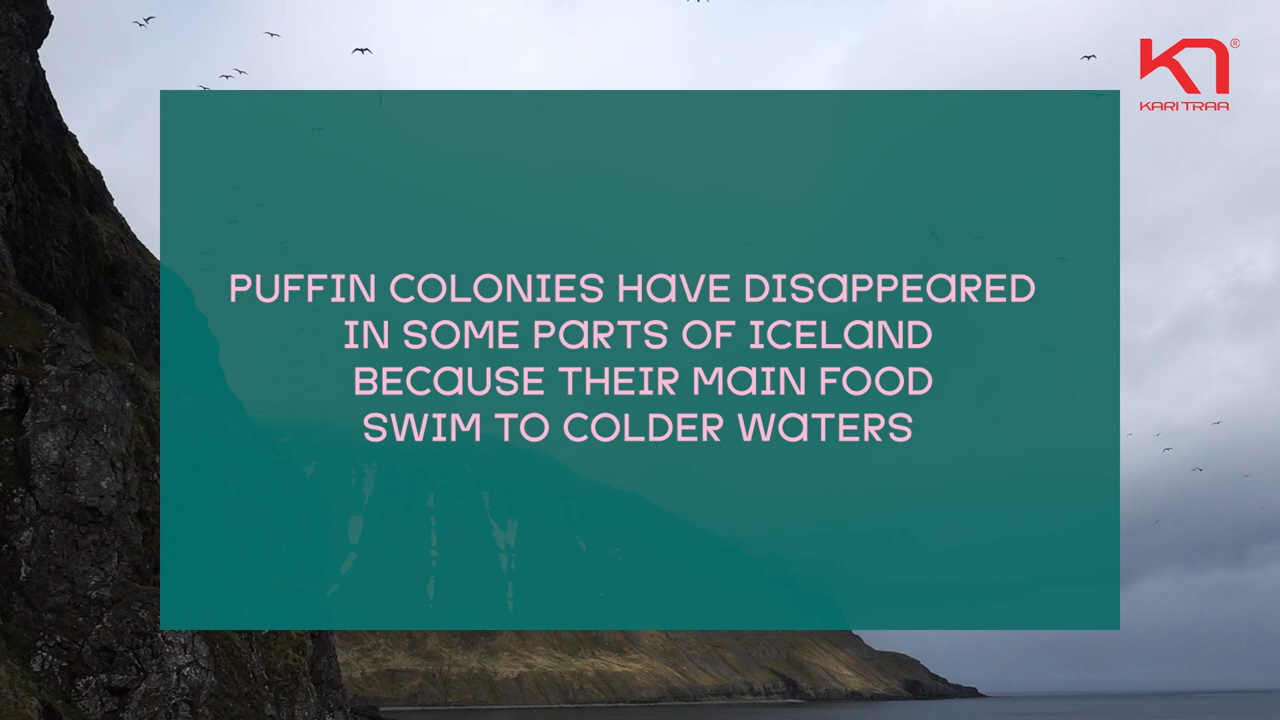 KARI TRAA
PUFFIN COLONIES HAVE DISAPPEARED
IN SOME PARTS OF ICELAND
BECAUSE THEIR MAIN FOOD
SWIM TO COLDER WATERS